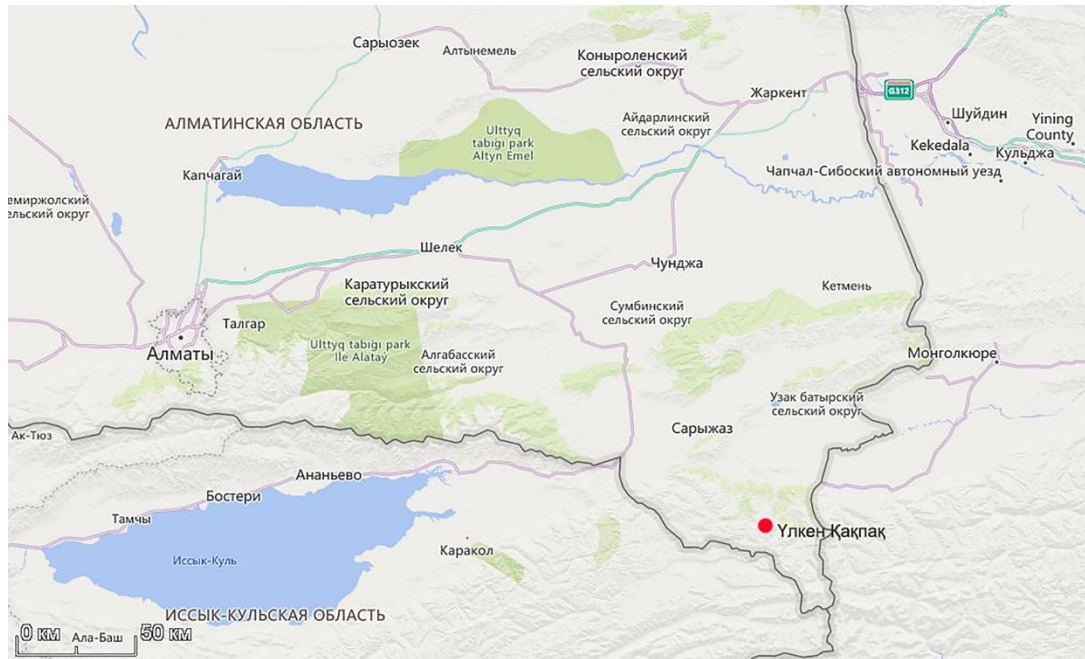 Сарыозек
Алтынемель
Коныроленский
сельский округ
Жаркент
G312
АЛМАТИНСКАЯ ОБЛАСТЬ
Ulttyq
tabiġı park
Altyn Emel
Айдарлинский
сельский округ
Шуйдин
Yining
County
Kekedala
Кульджа
Капчагай
Чапчал-Сибоский автономный уезд
емиржолский
ельский округ
Шелек
Чунджа
Каратурыкский
сельский округ
Кетмень
Сумбинский
сельский округ
Талгар
Ulttyq tabiġı park
Ile Alataý
Алматы
Алгабасский
сельский округ
Монголкюре
Узак батырский
сельский округ
Сарыжаз
Ак-Тюз
Ананьево
Бостери
Тамчы
Үлкен Қақпақ
Каракол
Иссык-Куль
ИССЫК-КУЛЬСКАЯ ОБЛАСТЬ
0 км
50 км
Ала-Баш